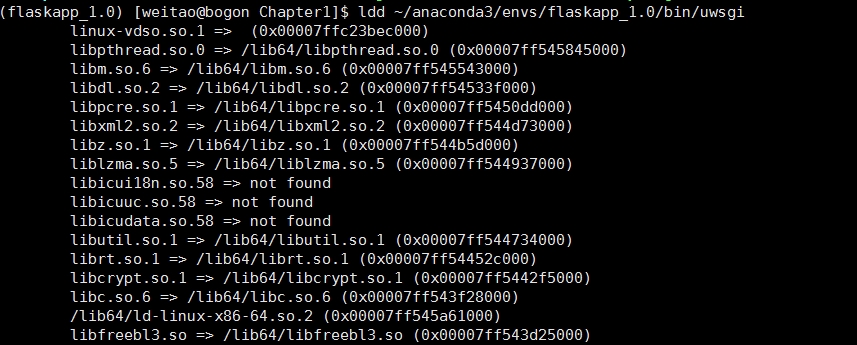 (flaskapp_1.0) [weitao@bogon Chapter1]$ ldd ~/anaconda3/envs/flaskapp_1.0/bin/uwsgi
linux-vdso.so.1 =>  (0x00007ffc23bec000)
libpthread.so.0 => /lib64/libpthread.so.0 (0x00007ff545845000)
libm.so.6 => /lib64/libm.so.6 (0x00007ff545543000)
libdl.so.2 => /lib64/libdl.so.2 (0x00007ff54533f000)
libpcre.so.1 => /lib64/libpcre.so.1 (0x00007ff5450dd000)
libxml2.so.2 => /lib64/libxml2.so.2 (0x00007ff544d73000)
libz.so.1 => /lib64/libz.so.1 (0x00007ff544b5d000)
liblzma.so.5 => /lib64/liblzma.so.5 (0x00007ff544937000)
libicui18n.so.58 => not found
libicuuc.so.58 => not found
libicudata.so.58 => not found
libutil.so.1 => /lib64/libutil.so.1 (0x00007ff544734000)
librt.so.1 => /lib64/librt.so.1 (0x00007ff54452c000)
libcrypt.so.1 => /lib64/libcrypt.so.1 (0x00007ff5442f5000)
libc.so.6 => /lib64/libc.so.6 (0x00007ff543f28000)
/lib64/ld-linux-x86-64.so.2 (0x00007ff545a61000)
libfreebl3.so => /lib64/libfreebl3.so (0x00007ff543d25000)